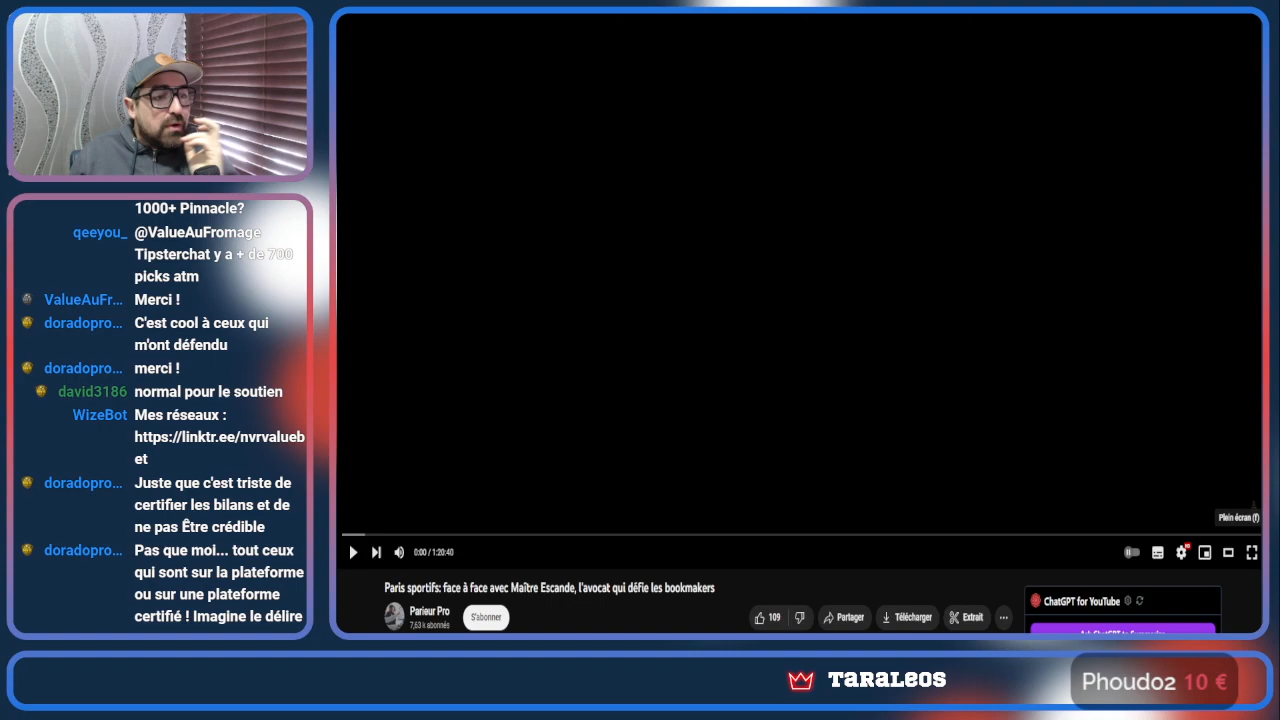 1000+ Pinnacle?
qeeyou_ @ValueAuFromage
Tipsterchat y a + de 700
picks atm
ValueAuFr... Merci !
doradopro... C'est cool à ceux qui
m'ont défendu
doradopro... merci !
david3186 normal pour le soutien
WizeBot Mes réseaux :
https://linktr.ee/nvrvalueb
et
doradopro... Juste que c'est triste de
certifier les bilans et de
ne pas Être crédible
doradopro... Pas que moi... tout ceux
qui sont sur la plateforme
ou sur une plateforme
certifié ! Imagine le délire
Plein écran (f)
0:00 / 1:20:40
Paris sportifs: face à face avec Maître Escande, l'avocat qui défie les bookmakers
Parieur Pro
7,63 k abonnés
S'abonner
109
Partager
Télécharger
Extrait
ChatGPT for YouTube
TARALEOS
Phoudo2 10 €